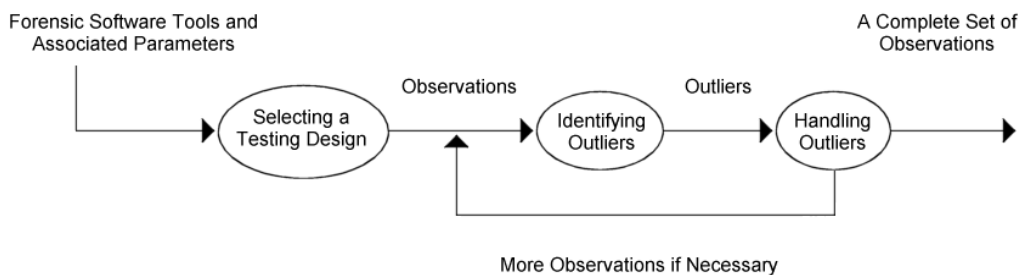 Forensic Software Tools and
Associated Parameters
A Complete Set of
Observations
Observations
Outliers
Selecting a
Testing Design
Identifying
Outliers
Handling
Outliers
More Observations if Necessary